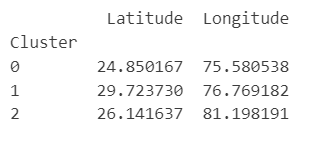 Latitude Longitude
Cluster
0 24.850167 75.580538
1 29.723730 76.769182
2 26.141637 81.198191